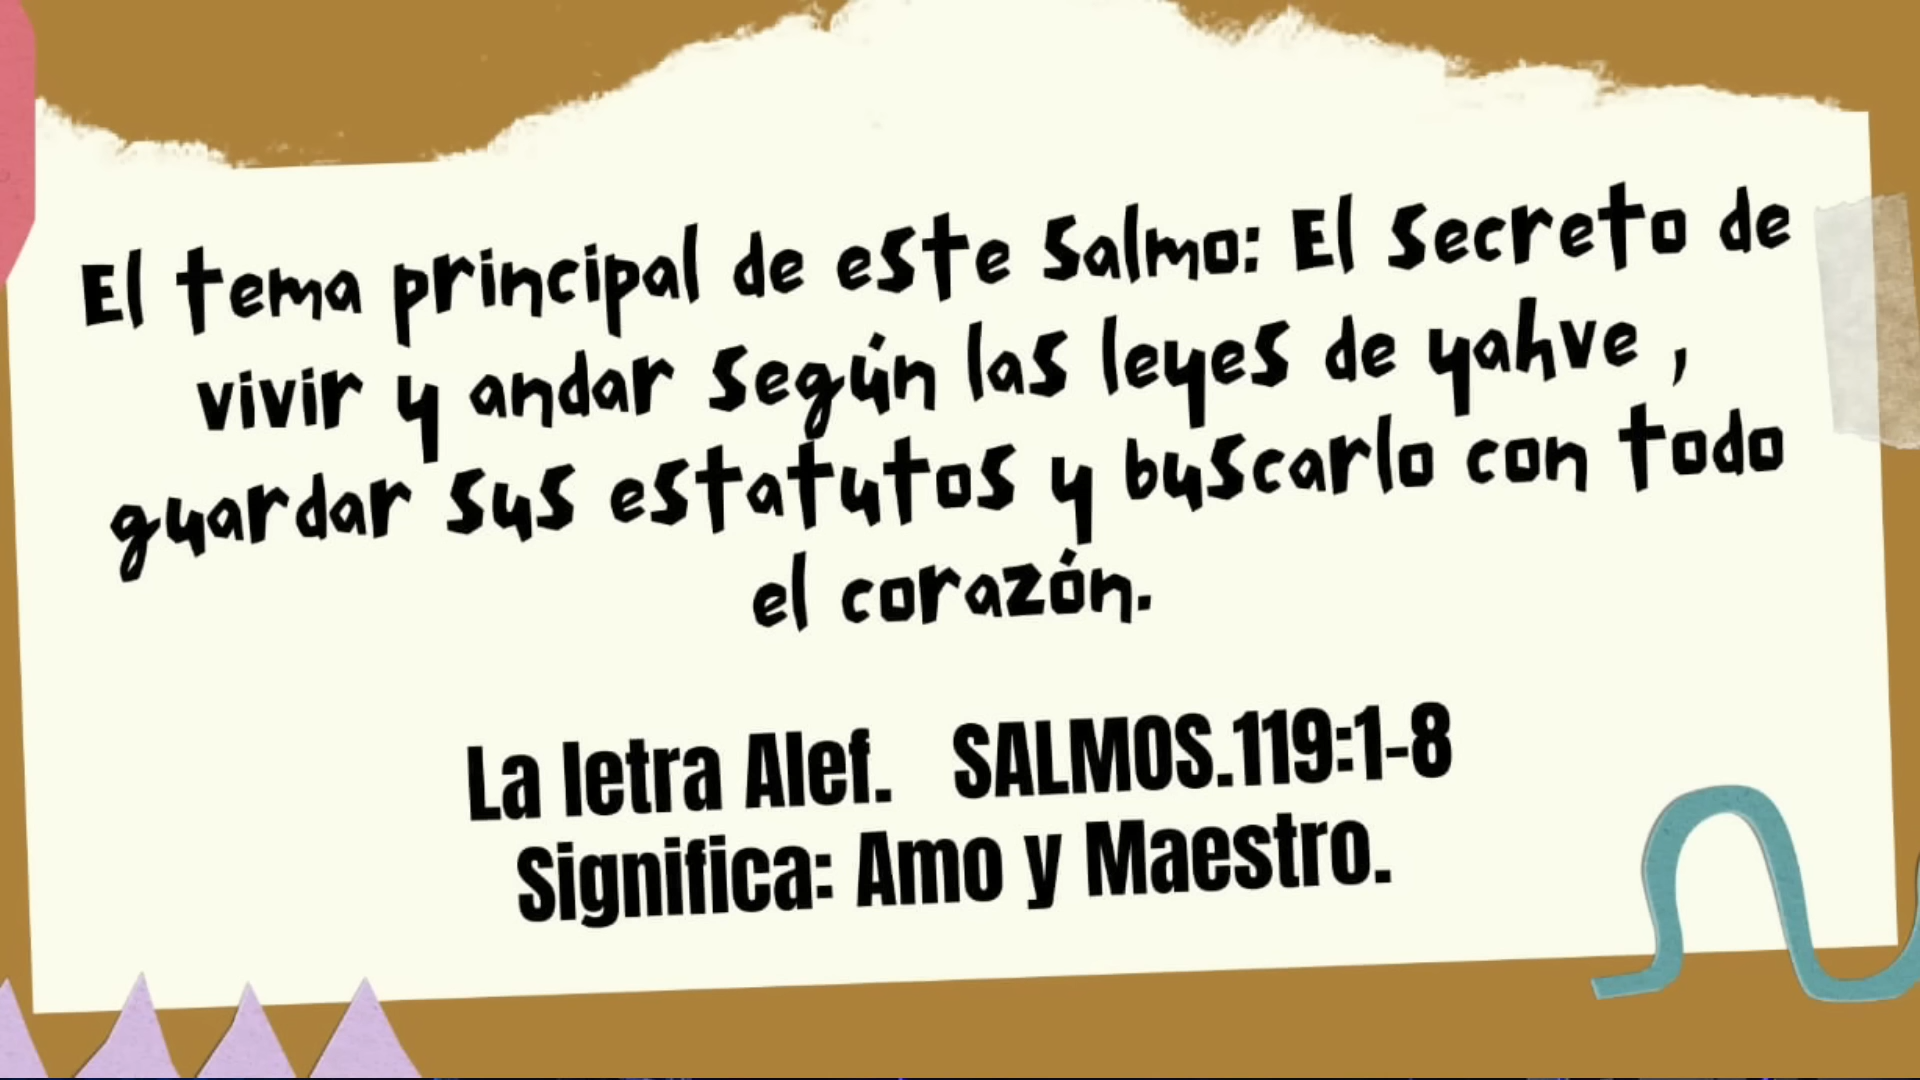 El tema principal de este Salmo: El secreto de
vivir y andar según las leyes de yahve ,
guardar sus estatutos y buscarlo con todo
el corazón.
La letra Alef. SALMOS.119:1-8
Significa: Amo y Maestro.